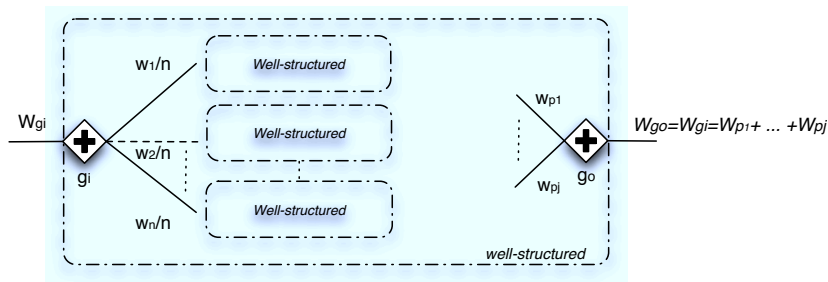 w₁/n
Well-structured
Wgi
gi
w₂/n
Well-structured
wₙ/n
Well-structured
wp1
wpj
go
Wgo=Wgi=Wp1+ ... +Wpj
well-structured